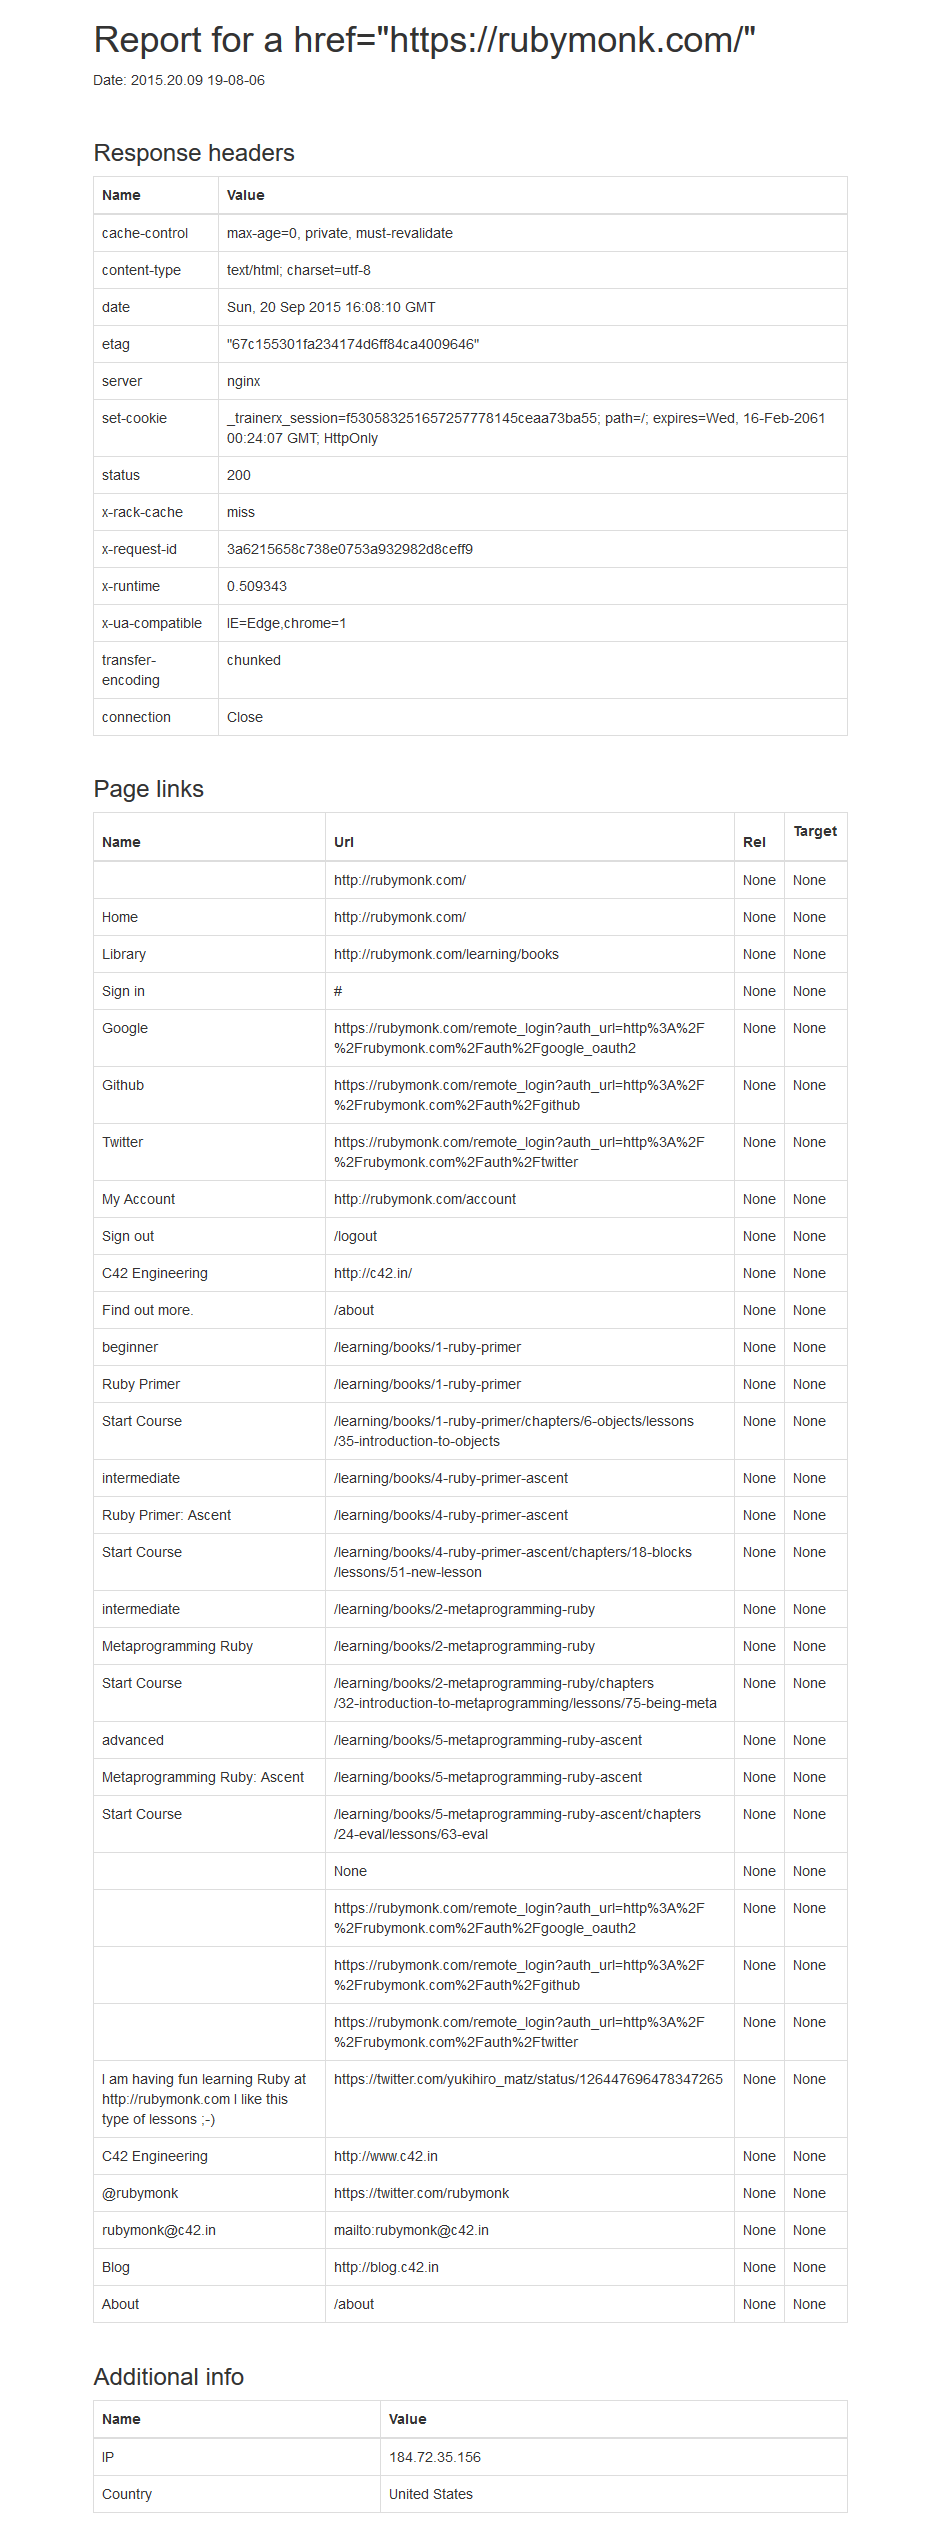 Report for a href="https://rubymonk.com/"
Date: 2015.20.09 19-08-06
Response headers
Name Value
cache-control max-age=0, private, must-revalidate
content-type text/html; charset=utf-8
date Sun, 20 Sep 2015 16:08:10 GMT
etag "67c155301fa234174d6ff84ca4009646"
server nginx
set-cookie _trainerx_session=f530583251657257778145ceaa73ba55; path=/; expires=Wed, 16-Feb-2061
00:24:07 GMT; HttpOnly
status 200
x-rack-cache miss
x-request-id 3a6215658c738e0753a932982d8ceff9
x-runtime 0.509343
x-ua-compatible IE=Edge,chrome=1
transfer- chunked
encoding
connection Close
Page links
Name Url Rel Target
http://rubymonk.com/ None None
Home http://rubymonk.com/ None None
Library http://rubymonk.com/learning/books None None
Sign in # None None
Google https://rubymonk.com/remote_login?auth_url=http%3A%2F None None
%2Frubymonk.com%2Fauth%2Fgoogle_oauth2
Github https://rubymonk.com/remote_login?auth_url=http%3A%2F None None
%2Frubymonk.com%2Fauth%2Fgithub
Twitter https://rubymonk.com/remote_login?auth_url=http%3A%2F None None
%2Frubymonk.com%2Fauth%2Ftwitter
My Account http://rubymonk.com/account None None
Sign out /logout None None
C42 Engineering http://c42.in/ None None
Find out more. /about None None
beginner /learning/books/1-ruby-primer None None
Ruby Primer /learning/books/1-ruby-primer None None
Start Course /learning/books/1-ruby-primer/chapters/6-objects/lessons None None
/35-introduction-to-objects
intermediate /learning/books/4-ruby-primer-ascent None None
Ruby Primer: Ascent /learning/books/4-ruby-primer-ascent None None
Start Course /learning/books/4-ruby-primer-ascent/chapters/18-blocks None None
/lessons/51-new-lesson
intermediate /learning/books/2-metaprogramming-ruby None None
Metaprogramming Ruby /learning/books/2-metaprogramming-ruby None None
Start Course /learning/books/2-metaprogramming-ruby/chapters None None
/32-introduction-to-metaprogramming/lessons/75-being-meta
advanced /learning/books/5-metaprogramming-ruby-ascent None None
Metaprogramming Ruby: Ascent /learning/books/5-metaprogramming-ruby-ascent None None
Start Course /learning/books/5-metaprogramming-ruby-ascent/chapters None None
/24-eval/lessons/63-eval
None None None
https://rubymonk.com/remote_login?auth_url=http%3A%2F None None
%2Frubymonk.com%2Fauth%2Fgoogle_oauth2
https://rubymonk.com/remote_login?auth_url=http%3A%2F None None
%2Frubymonk.com%2Fauth%2Fgithub
https://rubymonk.com/remote_login?auth_url=http%3A%2F None None
%2Frubymonk.com%2Fauth%2Ftwitter
I am having fun learning Ruby at https://twitter.com/yukihiro_matz/status/126447696478347265 None None
http://rubymonk.com I like this
type of lessons ;-)
C42 Engineering http://www.c42.in None None
@rubymonk https://twitter.com/rubymonk None None
rubymonk@c42.in mailto:rubymonk@c42.in None None
Blog http://blog.c42.in None None
About /about None None
Additional info
Name Value
IP 184.72.35.156
Country United States